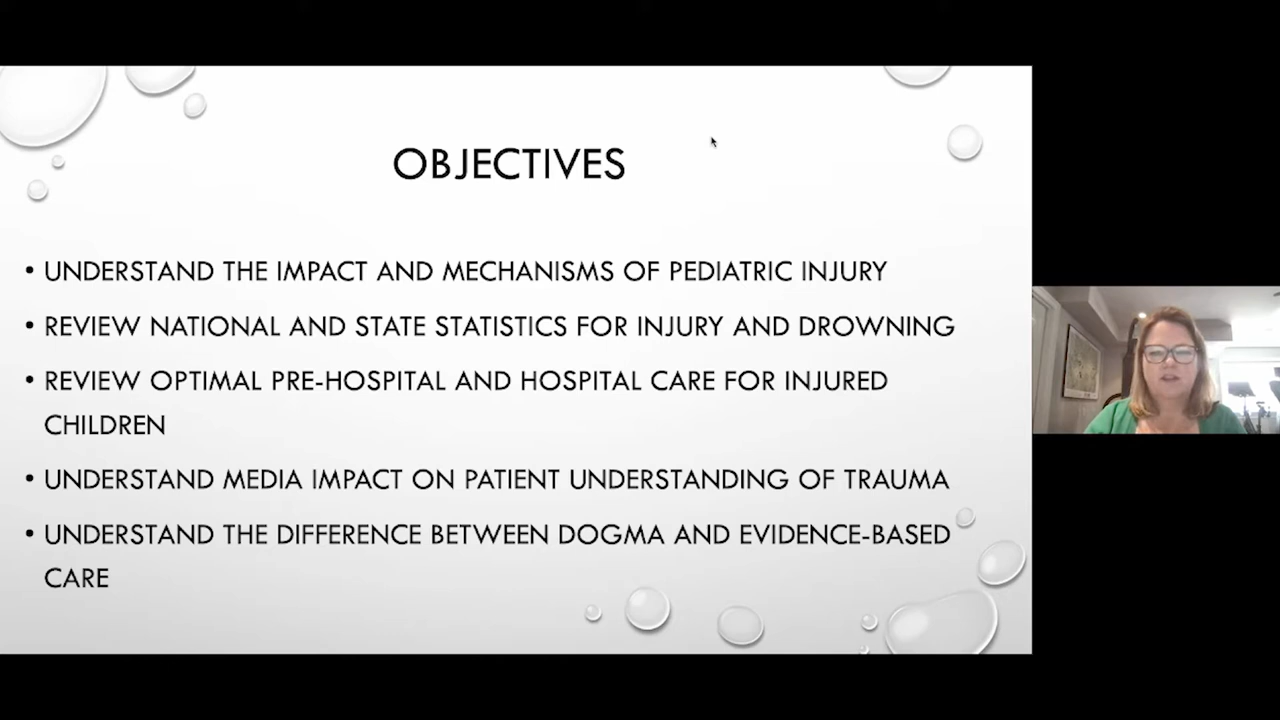 OBJECTIVES
• UNDERSTAND THE IMPACT AND MECHANISMS OF PEDIATRIC INJURY
• REVIEW NATIONAL AND STATE STATISTICS FOR INJURY AND DROWNING
• REVIEW OPTIMAL PRE-HOSPITAL AND HOSPITAL CARE FOR INJURED
CHILDREN
• UNDERSTAND MEDIA IMPACT ON PATIENT UNDERSTANDING OF TRAUMA
• UNDERSTAND THE DIFFERENCE BETWEEN DOGMA AND EVIDENCE-BASED
CARE